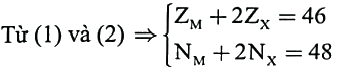 Từ (1) và (2) ⇒ { Z_M + 2Z_X = 46
N_M + 2N_X = 48